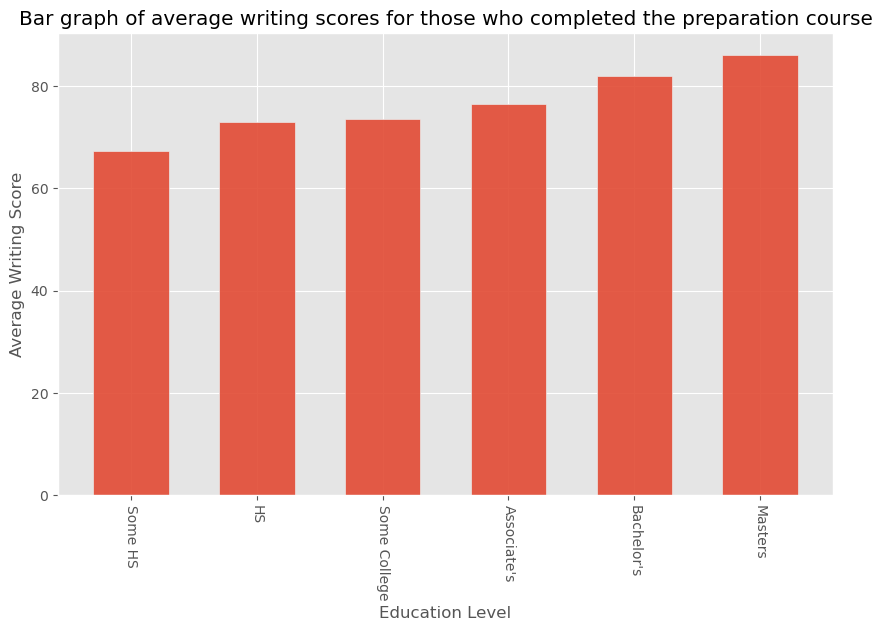 Bar graph of average writing scores for those who completed the preparation course
Average Writing Score
80
60
40
20
0
Some HS
HS
Some College
Associate's
Bachelor's
Masters
Education Level